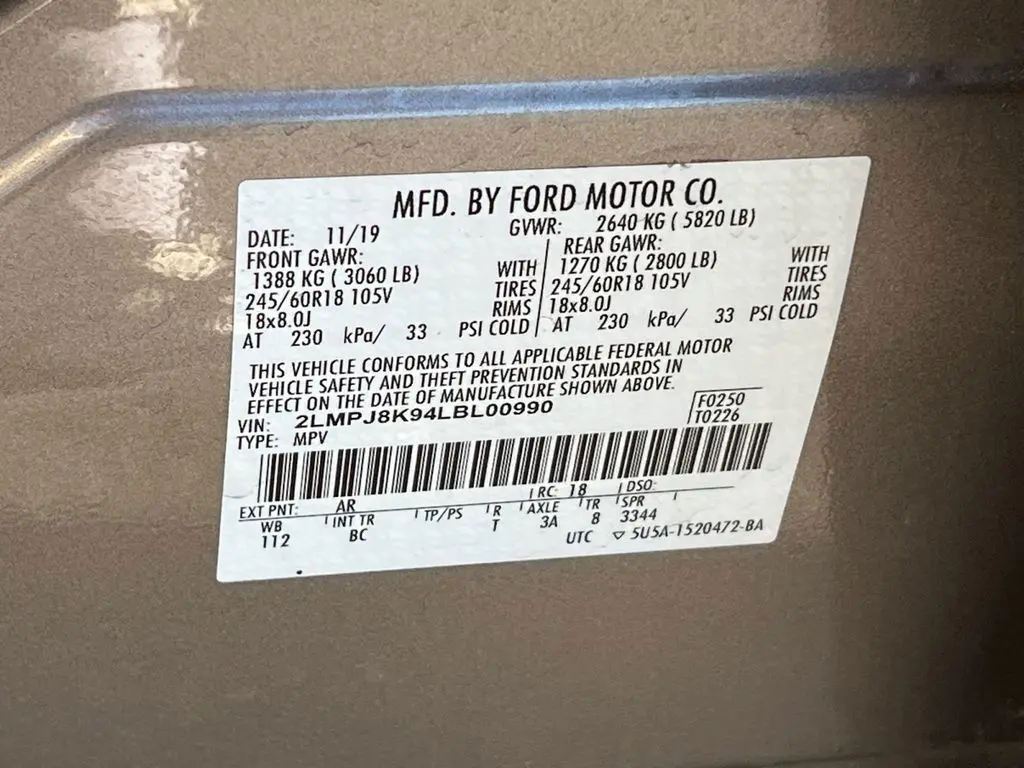 MFD. BY FORD MOTOR CO.
DATE: 11/19 GVWR: 2640 KG ( 5820 LB)
FRONT GAWR: REAR GAWR:
1388 KG ( 3060 LB) WITH 1270 KG ( 2800 LB) WITH
245/60R18 105V TIRES 245/60R18 105V TIRES
18x8.0J RIMS 18x8.0J RIMS
AT 230 kPa/ 33 PSI COLD AT 230 kPa/ 33 PSI COLD
THIS VEHICLE CONFORMS TO ALL APPLICABLE FEDERAL MOTOR
VEHICLE SAFETY AND THEFT PREVENTION STANDARDS IN
EFFECT ON THE DATE OF MANUFACTURE SHOWN ABOVE.
VIN: 2LMPJ8K94LBL00990 F0250
TYPE: MPV T0226
EXT PNT: AR RC: 18 DSO:
WB INT TR TP/PS R AXLE TR SPR
112 BC T 3A 8 3344
UTC ▽ 5U5A-1520472-BA